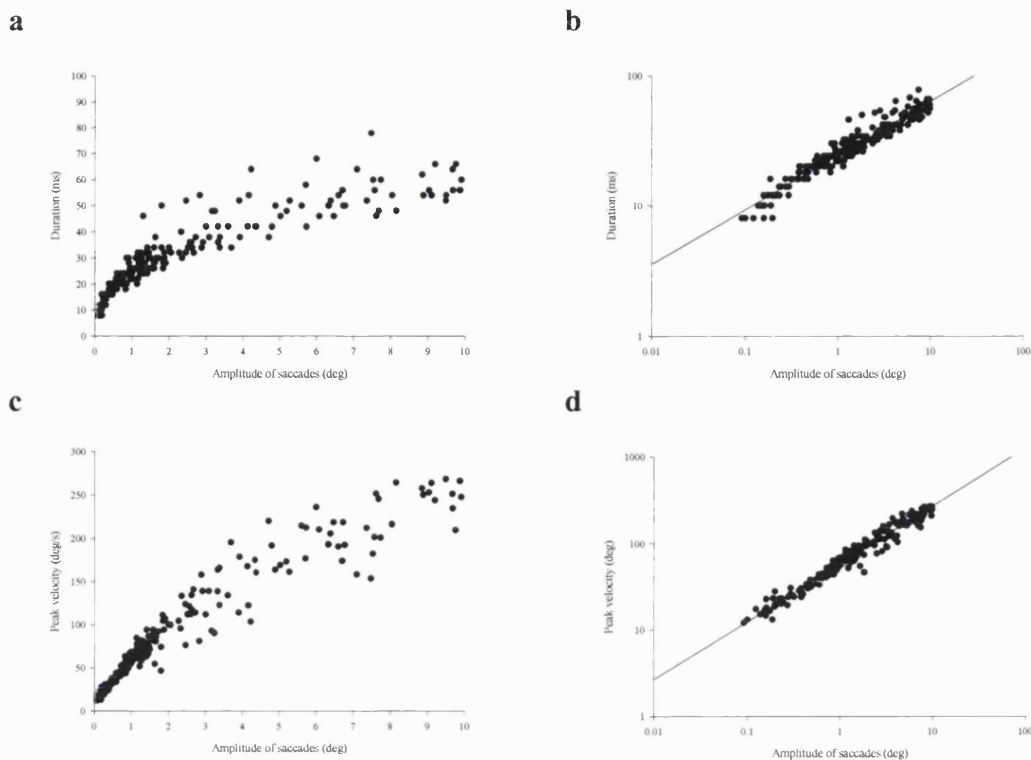 a
100
90
80
70
60
50
40
30
20
10
0
Duration (ms)
0 1 2 3 4 5 6 7 8 9 10
Amplitude of saccades (deg)
b
100
10
1
Duration (ms)
0.01 0.1 1 10 100
Amplitude of saccades (deg)
c
300
250
200
150
100
50
0
Peak velocity (deg/s)
0 1 2 3 4 5 6 7 8 9 10
Amplitude of saccades (deg)
d
1000
100
10
1
Peak velocity (deg)
0.01 0.1 1 10 100
Amplitude of saccades (deg)